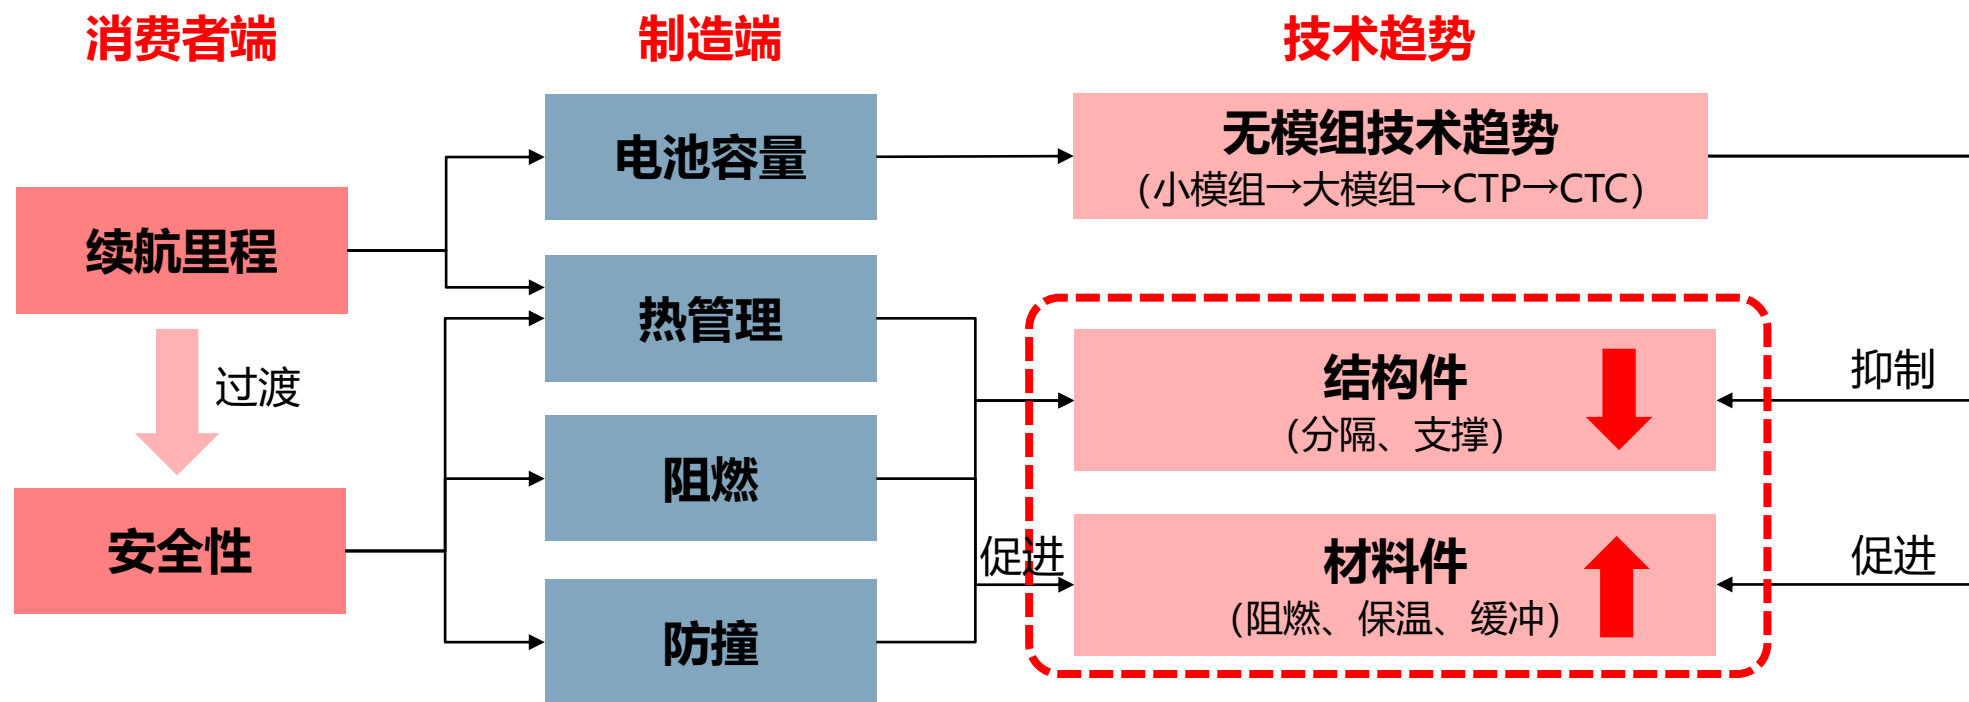 消费者端
制造端
技术趋势
电池容量
无模组技术趋势
（小模组→大模组→CTP→CTC）
续航里程
热管理
过渡
结构件
（分隔、支撑）
抑制
阻燃
安全性
促进
材料件
（阻燃、保温、缓冲）
促进
防撞